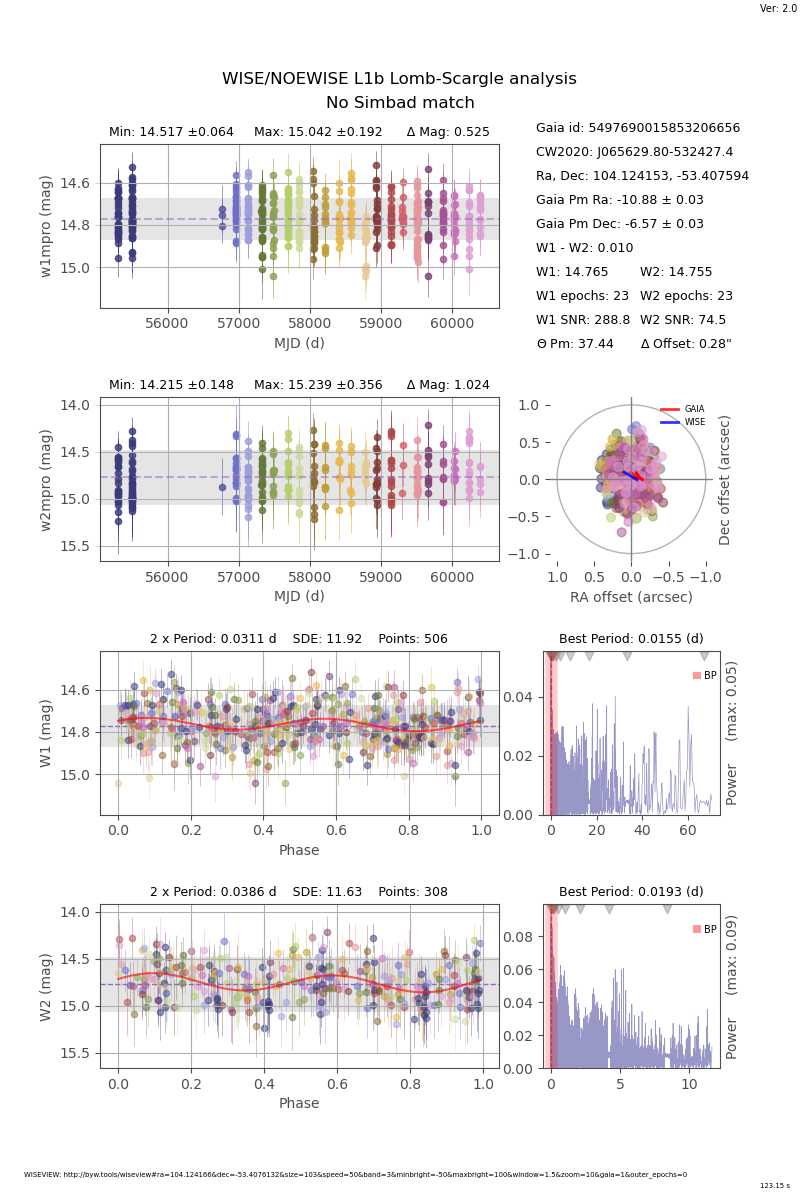 Ver: 2.0
WISE/NOEWISE L1b Lomb-Scargle analysis
No Simbad match
Min: 14.517 ±0.064 Max: 15.042 ±0.192 Δ Mag: 0.525
14.6
14.8
15.0
w1mpro (mag)
56000 57000 58000 59000 60000
MJD (d)
Gaia id: 5497690015853206656
CW2020: J065629.80-532427.4
Ra, Dec: 104.124153, -53.407594
Gaia Pm Ra: -10.88 ± 0.03
Gaia Pm Dec: -6.57 ± 0.03
W1 - W2: 0.010
W1: 14.765 W2: 14.755
W1 epochs: 23 W2 epochs: 23
W1 SNR: 288.8 W2 SNR: 74.5
Θ Pm: 37.44 Δ Offset: 0.28"
Min: 14.215 ±0.148 Max: 15.239 ±0.356 Δ Mag: 1.024
14.0
14.5
15.0
15.5
w2mpro (mag)
56000 57000 58000 59000 60000
MJD (d)
GAIA
WISE
1.0
0.5
0.0
−0.5
−1.0
1.0 0.5 0.0 −0.5 −1.0
RA offset (arcsec)
Dec offset (arcsec)
2 x Period: 0.0311 d SDE: 11.92 Points: 506
14.6
14.8
15.0
W1 (mag)
0.0 0.2 0.4 0.6 0.8 1.0
Phase
Best Period: 0.0155 (d)
BP
0.04
0.02
0.00
0 20 40 60
Power (max: 0.05)
2 x Period: 0.0386 d SDE: 11.63 Points: 308
14.0
14.5
15.0
15.5
W2 (mag)
0.0 0.2 0.4 0.6 0.8 1.0
Phase
Best Period: 0.0193 (d)
BP
0.08
0.06
0.04
0.02
0.00
0 5 10
Power (max: 0.09)
WISEVIEW: http://byw.tools/wiseview#ra=104.124166&dec=-53.4076132&size=103&speed=50&band=3&minbright=-50&maxbright=100&window=1.5&zoom=10&gaia=1&outer_epochs=0
123.15 s